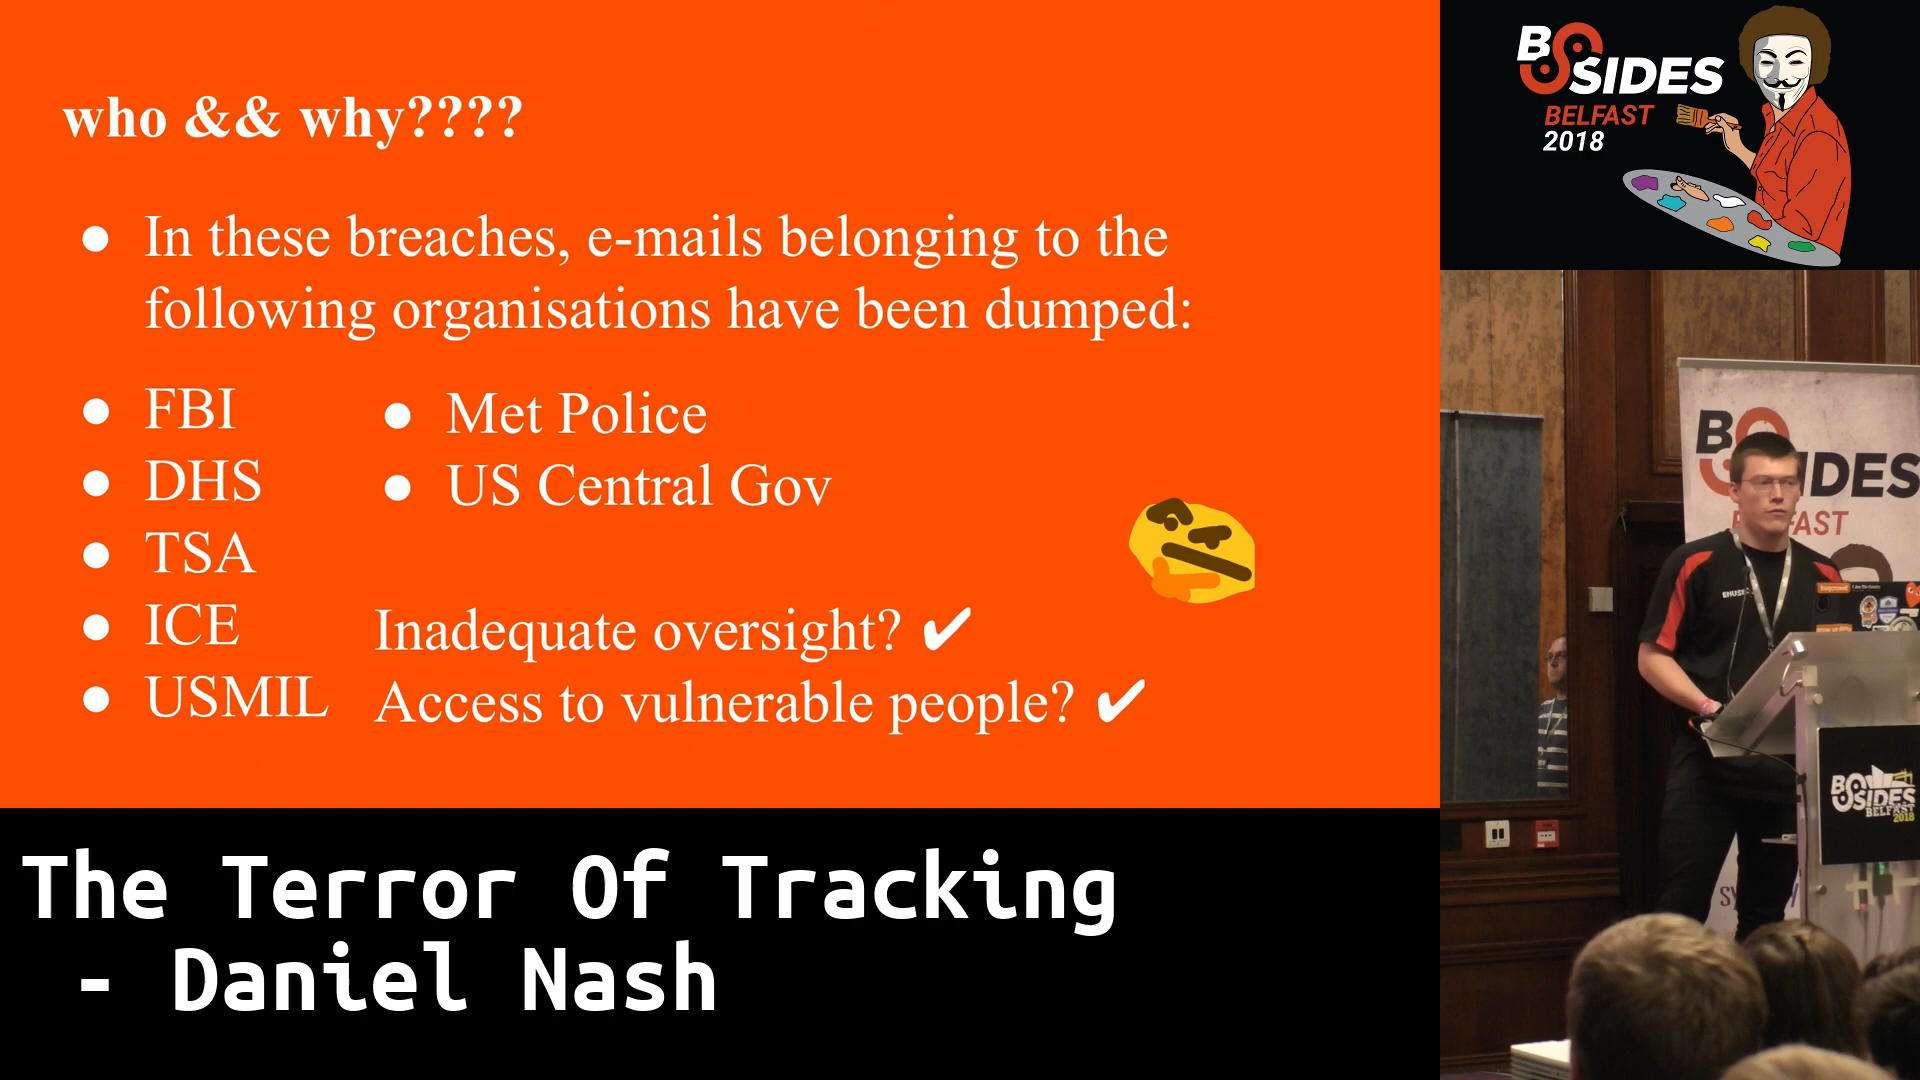 who && why????
● In these breaches, e-mails belonging to the
following organisations have been dumped:
● FBI
● DHS
● TSA
● ICE
● USMIL
● Met Police
● US Central Gov
Inadequate oversight? ✔
Access to vulnerable people? ✔
The Terror Of Tracking
- Daniel Nash
BSIDES
BELFAST
2018
BSIDES
BELFAST
BSIDES
BELFAST
2018